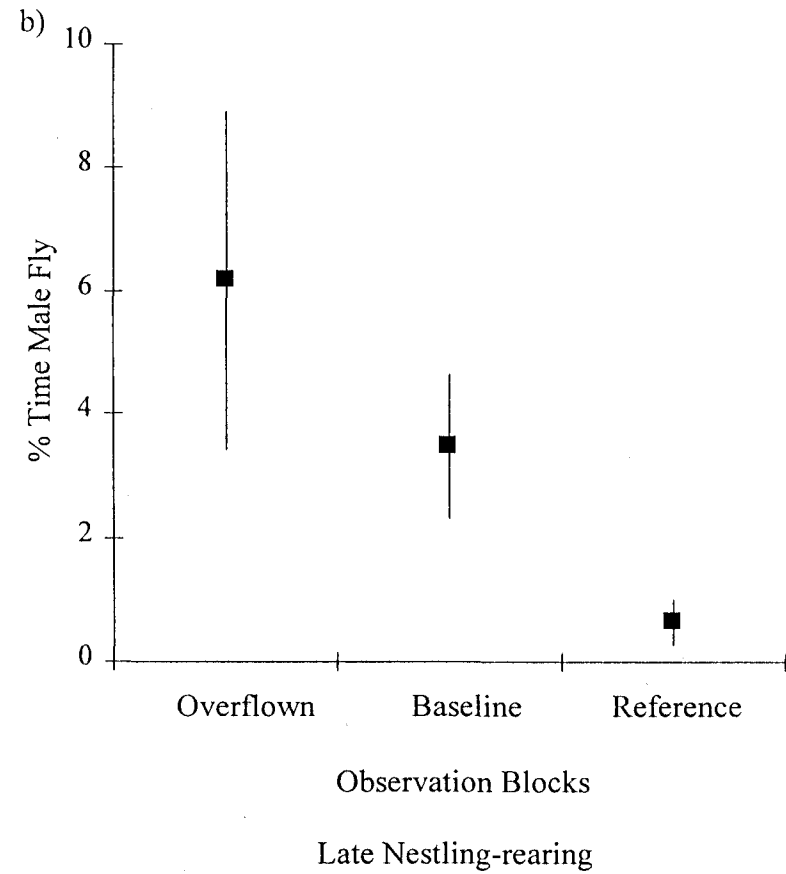 b)
10
8
6
4
2
0
% Time Male Fly
Overflown Baseline Reference
Observation Blocks
Late Nestling-rearing